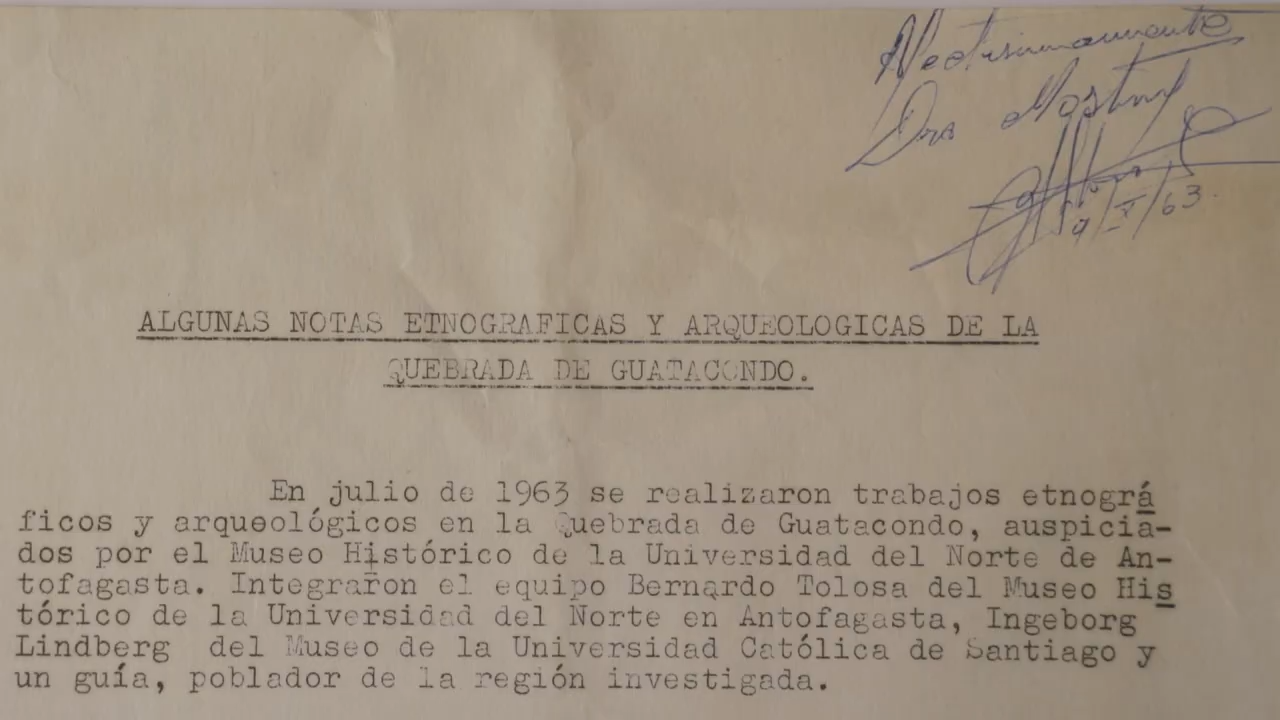 Afectisimamente
Dra Mostny
9/X/63.
ALGUNAS NOTAS ETNOGRAFICAS Y ARQUEOLOGICAS DE LA
QUEBRADA DE GUATACONDO.
En julio de 1963 se realizaron trabajos etnográ
ficos y arqueológicos en la Quebrada de Guatacondo, auspicia-
dos por el Museo Histórico de la Universidad del Norte de An-
tofagasta. Integraron el equipo Bernardo Tolosa del Museo His
tórico de la Universidad del Norte en Antofagasta, Ingeborg
Lindberg del Museo de la Universidad Católica de Santiago y
un guía, poblador de la región investigada.